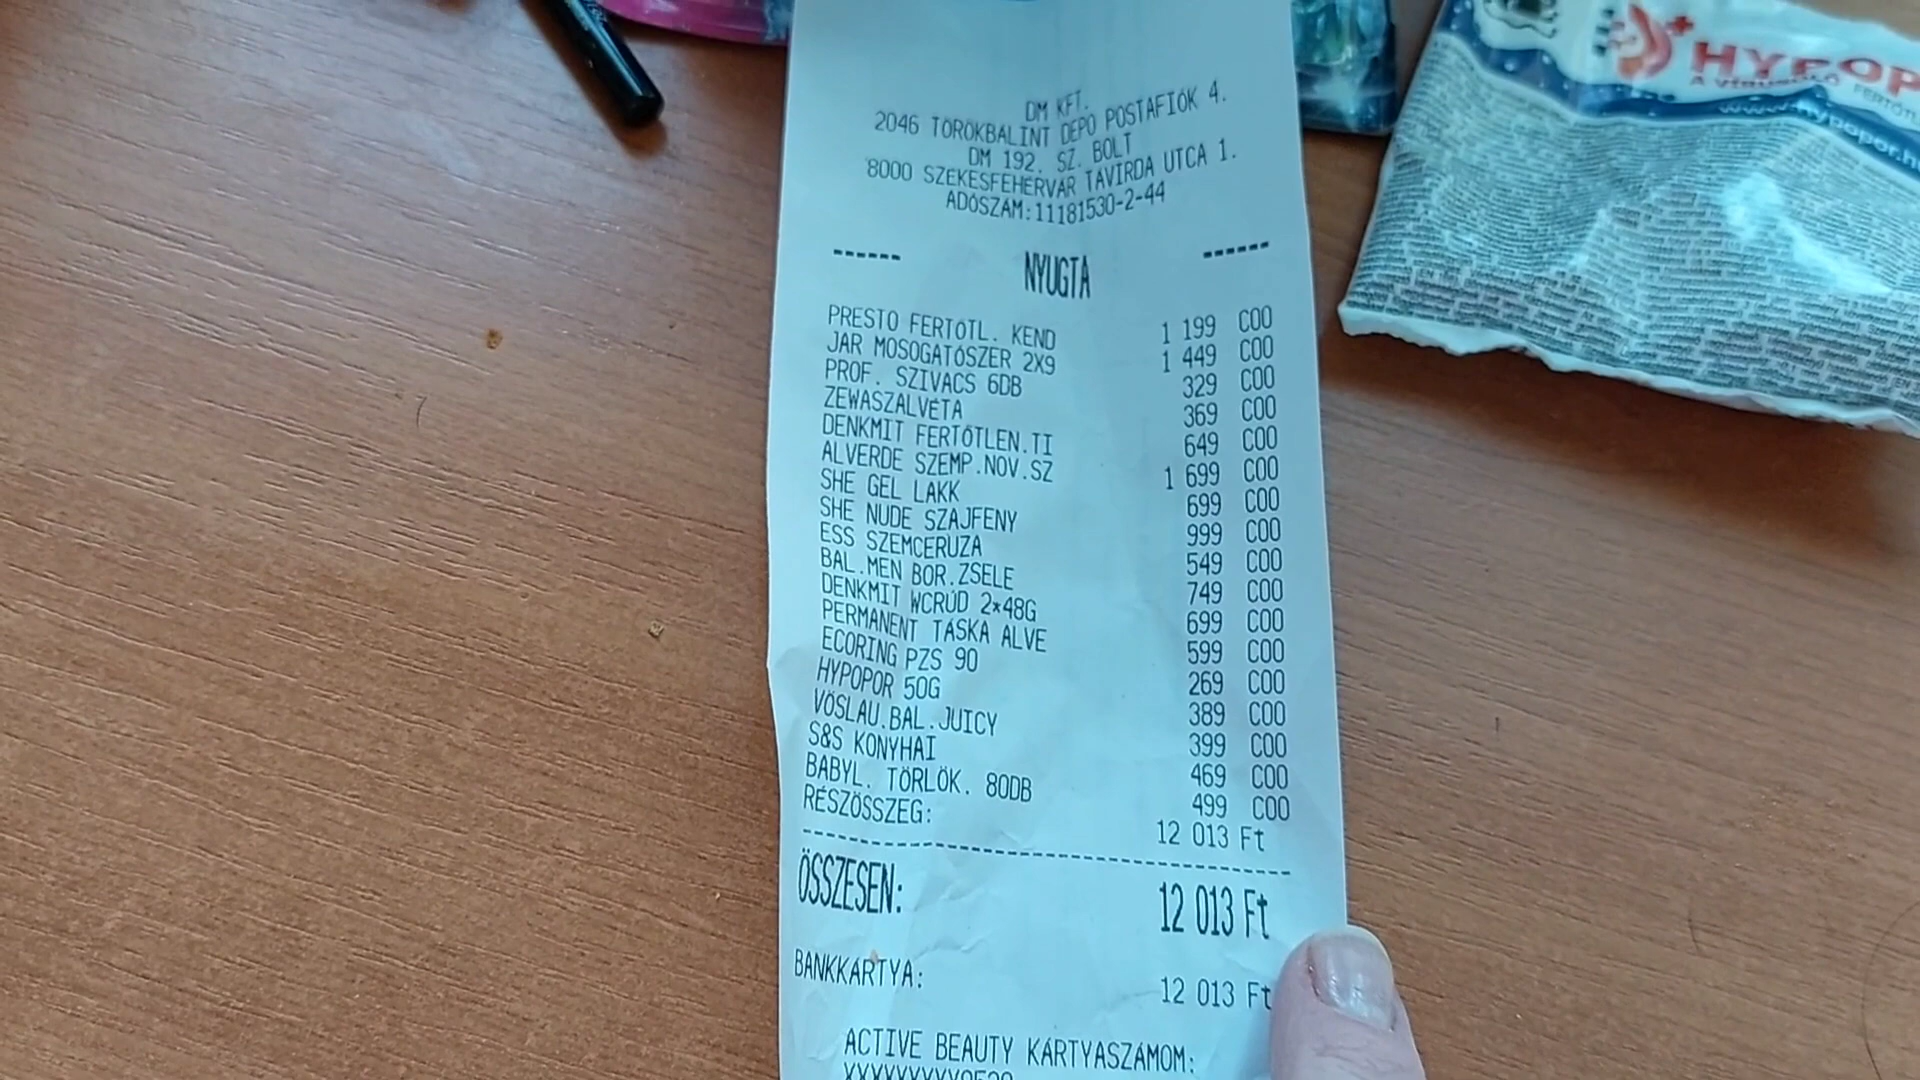 DM KFT.
2046 TÖRÖKBÁLINT DEPO POSTAFIÓK 4.
DM 192. SZ. BOLT
8000 SZÉKESFEHÉRVÁR TÁVIRDA UTCA 1.
ADÓSZÁM:11181530-2-44
------ NYUGTA ------
PRESTO FERTŐTL. KEND 1 199 C00
JAR MOSOGATÓSZER 2X9 1 449 C00
PROF. SZIVACS 6DB 329 C00
ZEWASZALVÉTA 369 C00
DENKMIT FERTŐTLEN.TI 649 C00
ALVERDE SZEMP.NOV.SZ 1 699 C00
SHE GEL LAKK 699 C00
SHE NUDE SZÁJFÉNY 999 C00
ESS SZEMCERUZA 549 C00
BAL.MEN BOR.ZSELE 749 C00
DENKMIT WCRÚD 2*48G 699 C00
PERMANENT TÁSKA ALVE 599 C00
ECORING PZS 90 269 C00
HYPOPOR 50G 389 C00
VÖSLAU.BAL.JUICY 399 C00
S&S KONYHAI 469 C00
BABYL. TÖRLŐK. 80DB 499 C00
RÉSZÖSSZEG: 12 013 Ft
ÖSSZESEN: 12 013 Ft
BANKKÁRTYA: 12 013 Ft
ACTIVE BEAUTY KÁRTYASZÁMOM:
HYPOP
www.hypopor.h